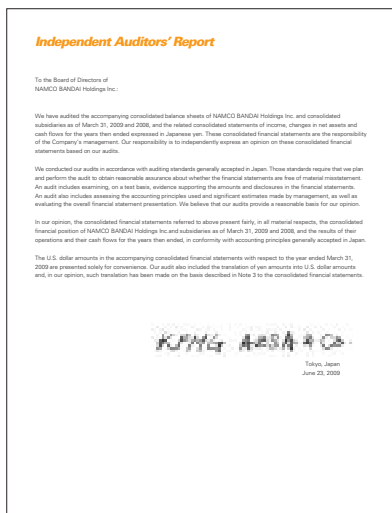 Independent Auditors' Report
To the Board of Directors of
NAMCO BANDAI Holdings Inc.:
We have audited the accompanying consolidated balance sheets of NAMCO BANDAI Holdings Inc. and consolidated
subsidiaries as of March 31, 2009 and 2008, and the related consolidated statements of income, changes in net assets and
cash flows for the years then ended expressed in Japanese yen. These consolidated financial statements are the responsibility
of the Company's management. Our responsibility is to independently express an opinion on these consolidated financial
statements based on our audits.
We conducted our audits in accordance with auditing standards generally accepted in Japan. Those standards require that we plan
and perform the audit to obtain reasonable assurance about whether the financial statements are free of material misstatement.
An audit includes examining, on a test basis, evidence supporting the amounts and disclosures in the financial statements.
An audit also includes assessing the accounting principles used and significant estimates made by management, as well as
evaluating the overall financial statement presentation. We believe that our audits provide a reasonable basis for our opinion.
In our opinion, the consolidated financial statements referred to above present fairly, in all material respects, the consolidated
financial position of NAMCO BANDAI Holdings Inc. and subsidiaries as of March 31, 2009 and 2008, and the results of their
operations and their cash flows for the years then ended, in conformity with accounting principles generally accepted in Japan.
The U.S. dollar amounts in the accompanying consolidated financial statements with respect to the year ended March 31,
2009 are presented solely for convenience. Our audit also included the translation of yen amounts into U.S. dollar amounts
and, in our opinion, such translation has been made on the basis described in Note 3 to the consolidated financial statements.
KPMG AZSA & Co.
Tokyo, Japan
June 23, 2009